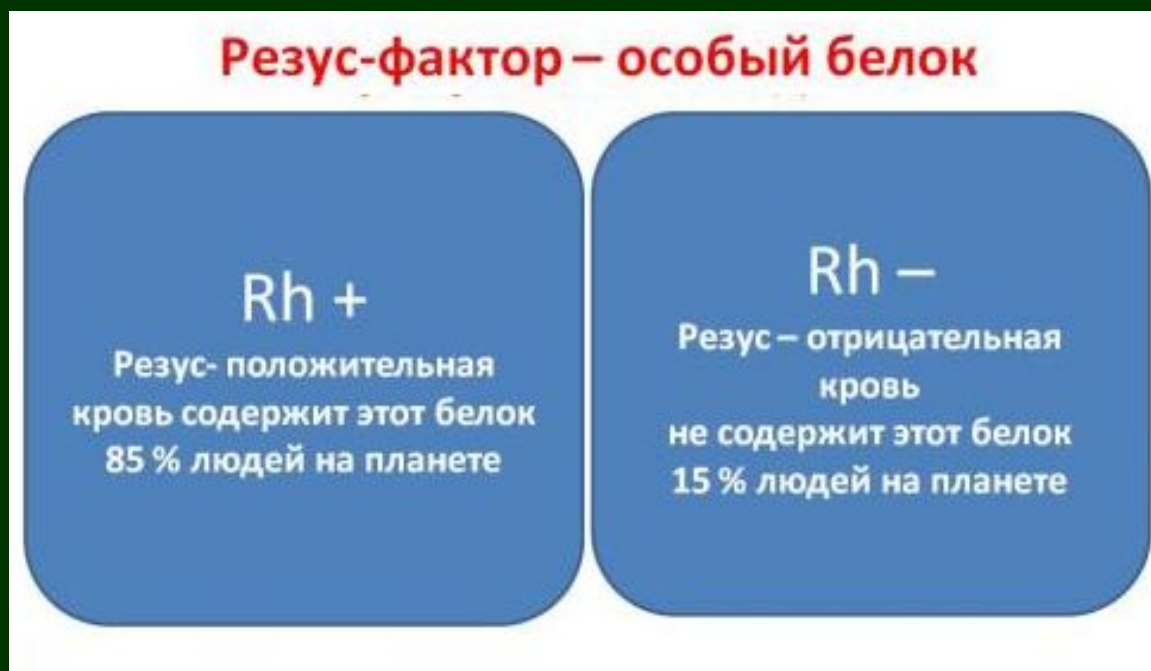 Резус-фактор – особый белок
Rh +
Резус- положительная
кровь содержит этот белок
85 % людей на планете
Rh –
Резус – отрицательная
кровь
не содержит этот белок
15 % людей на планете